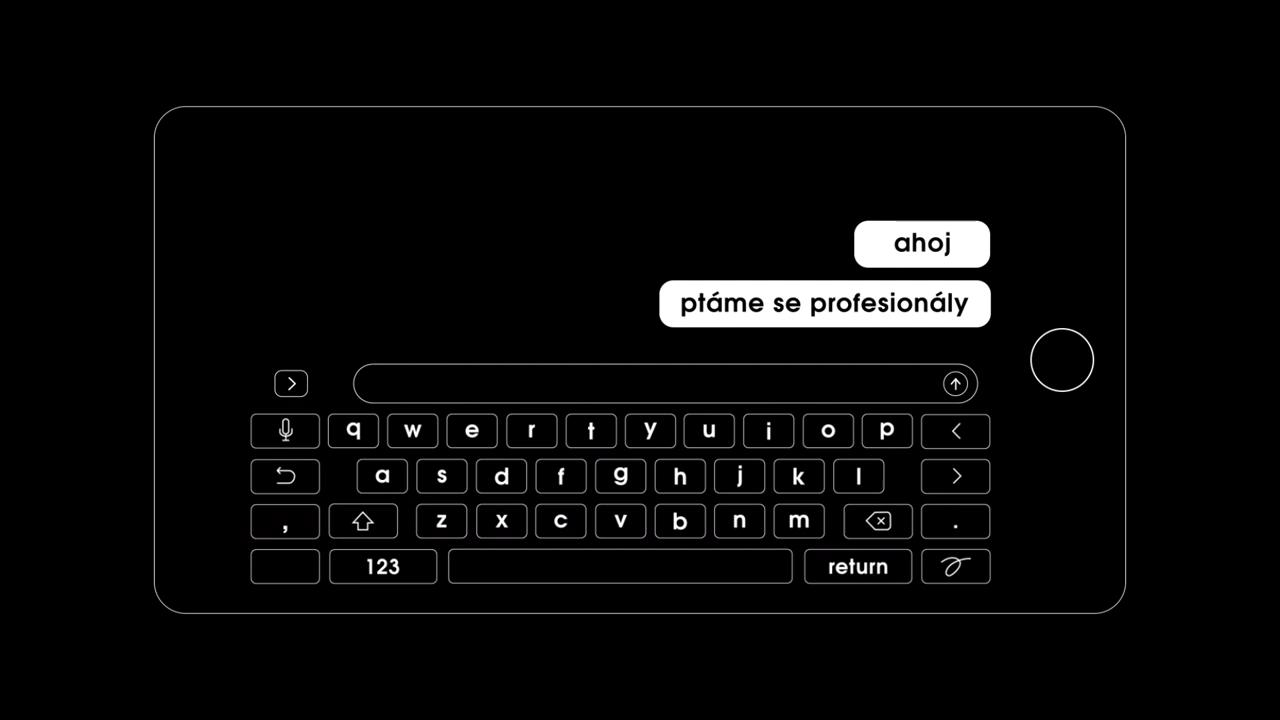 ahoj
ptáme se profesionály
q w e r t y u i o p
a s d f g h j k l
, z x c v b n m .
123 return